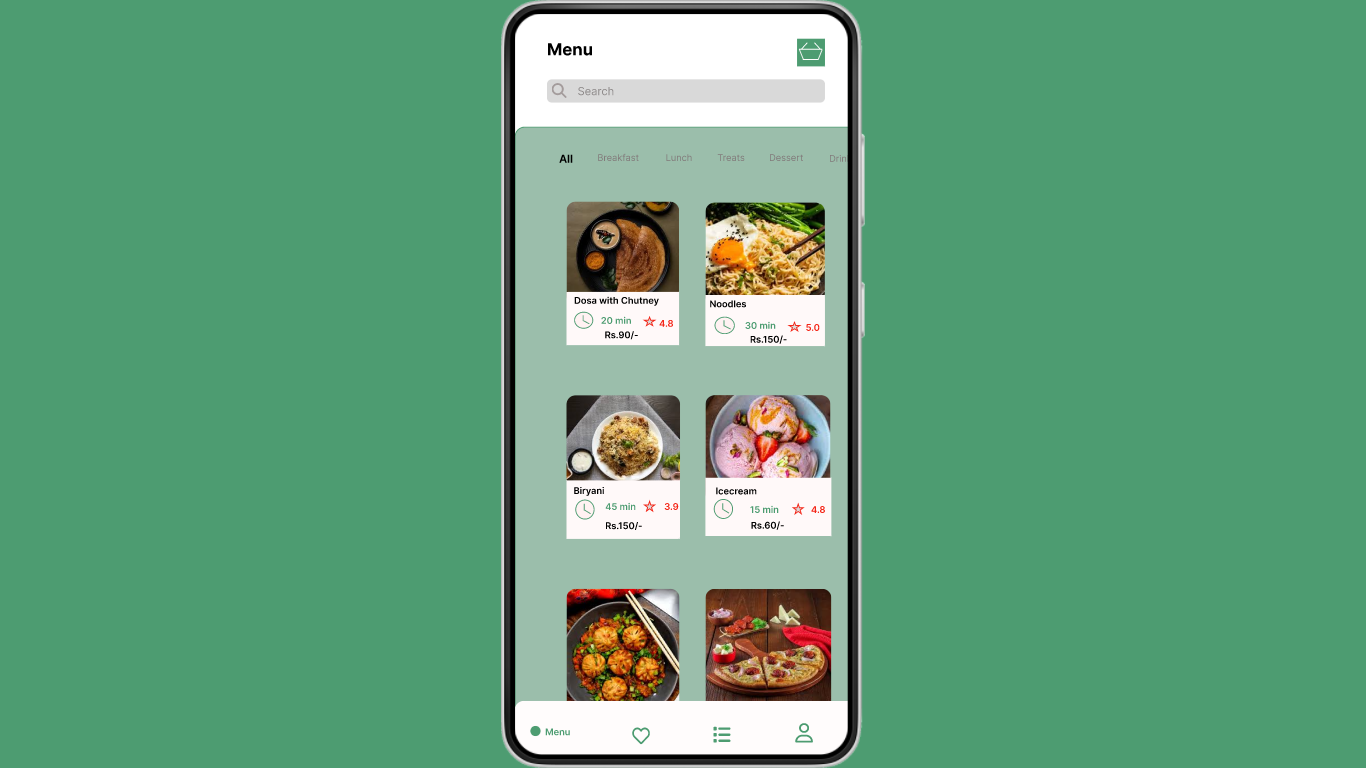 Menu
Search
All Breakfast Lunch Treats Dessert Drin
Dosa with Chutney
20 min 4.8
Rs.90/-
Noodles
30 min 5.0
Rs.150/-
Biryani
45 min 3.9
Rs.150/-
Icecream
15 min 4.8
Rs.60/-
Menu